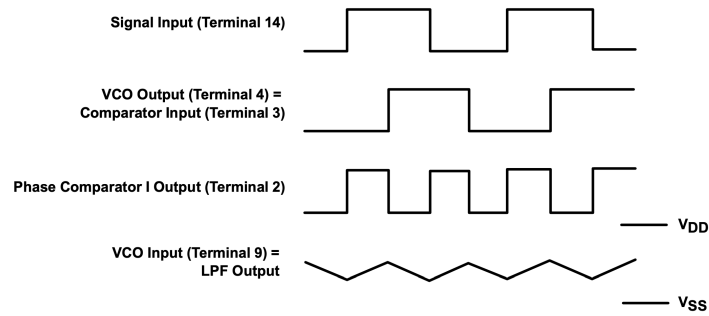 Signal Input (Terminal 14)
VCO Output (Terminal 4) =
Comparator Input (Terminal 3)
Phase Comparator I Output (Terminal 2)
VDD
VCO Input (Terminal 9) =
LPF Output
VSS